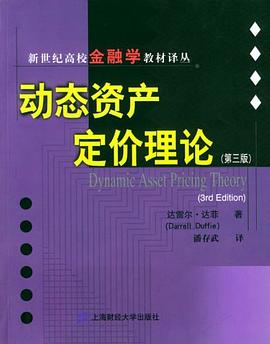 新世纪高校金融学教材译丛
动态资产
定价理论(第三版)
Dynamic Asset Pricing Theory
(3rd Edition)
达雷尔·达菲 著
(Darrell Duffie)
潘存武 译
上海财经大学出版社